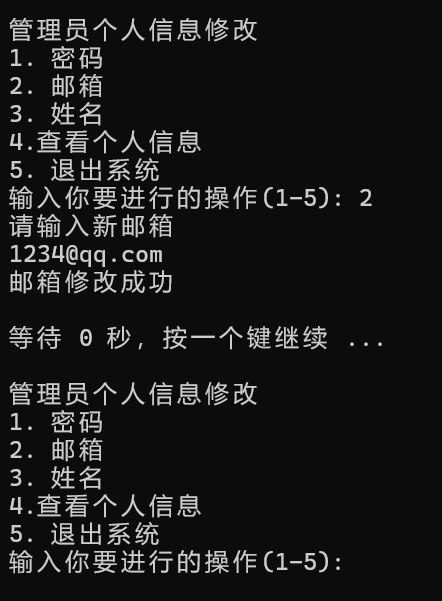 管理员个人信息修改
1. 密码
2. 邮箱
3. 姓名
4.查看个人信息
5. 退出系统
输入你要进行的操作(1-5): 2
请输入新邮箱
1234@qq.com
邮箱修改成功
等待 0 秒, 按一个键继续 ...
管理员个人信息修改
1. 密码
2. 邮箱
3. 姓名
4.查看个人信息
5. 退出系统
输入你要进行的操作(1-5):